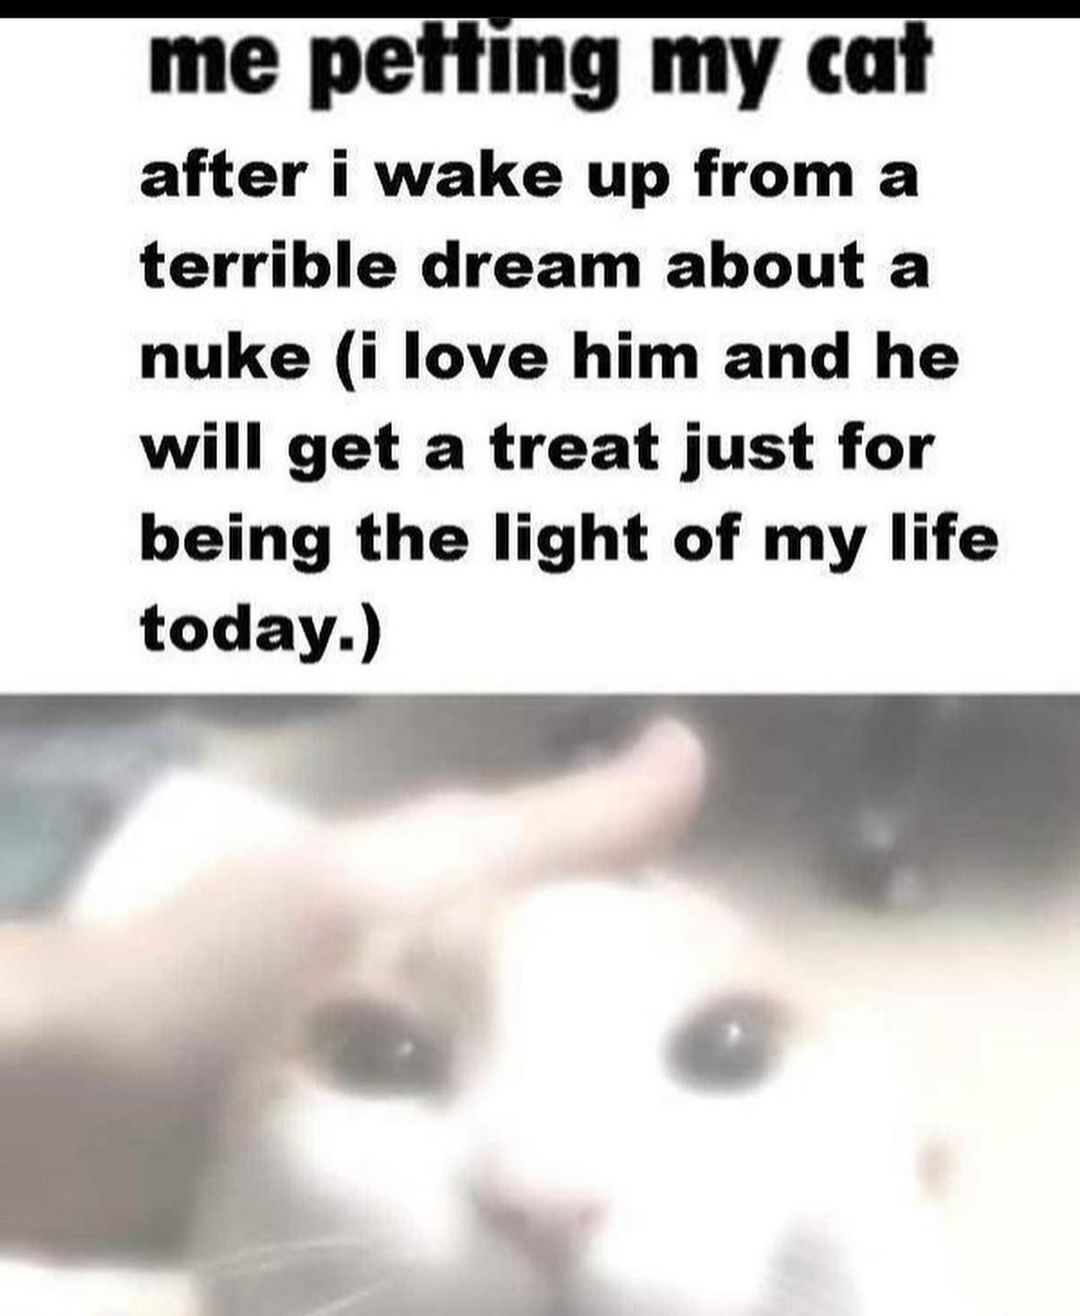 me petting my cat
after i wake up from a
terrible dream about a
nuke (i love him and he
will get a treat just for
being the light of my life
today.)